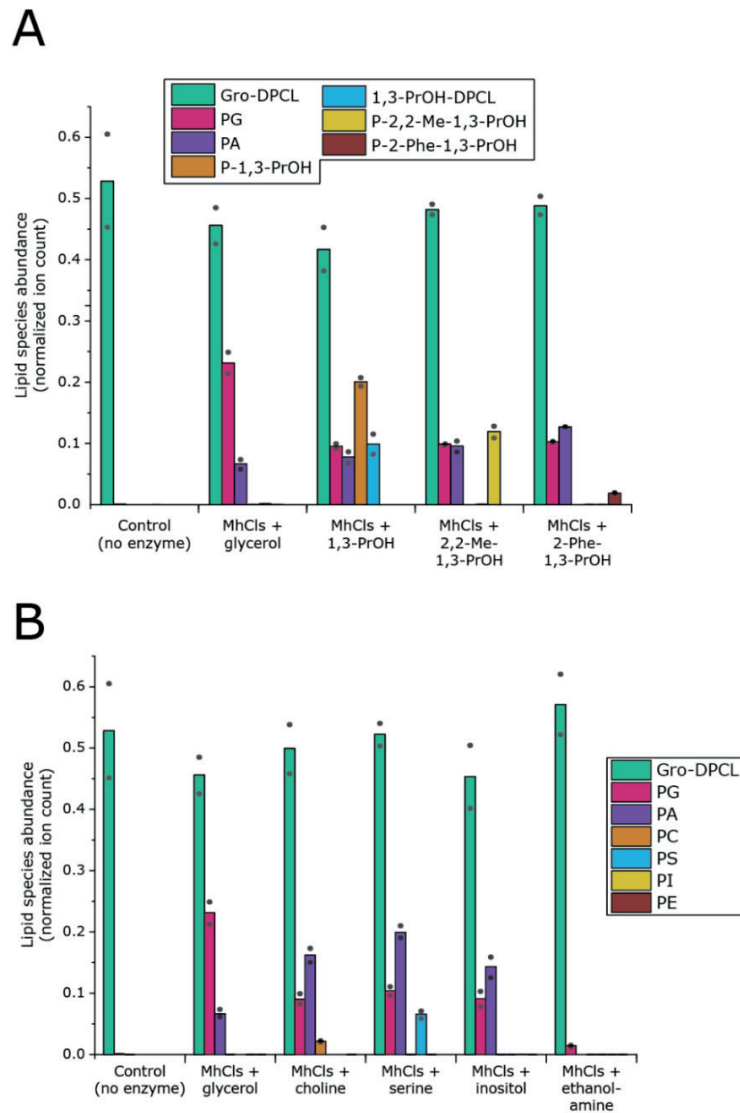 A
Gro-DPCL
PG
PA
P-1,3-PrOH
1,3-PrOH-DPCL
P-2,2-Me-1,3-PrOH
P-2-Phe-1,3-PrOH
Lipid species abundance
(normalized ion count)
0.6
0.5
0.4
0.3
0.2
0.1
0.0
Control
(no enzyme)
MhCls +
glycerol
MhCls +
1,3-PrOH
MhCls +
2,2-Me-
1,3-PrOH
MhCls +
2-Phe-
1,3-PrOH
B
Lipid species abundance
(normalized ion count)
0.6
0.5
0.4
0.3
0.2
0.1
0.0
Gro-DPCL
PG
PA
PC
PS
PI
PE
Control
(no enzyme)
MhCls +
glycerol
MhCls +
choline
MhCls +
serine
MhCls +
inositol
MhCls +
ethanol-
amine